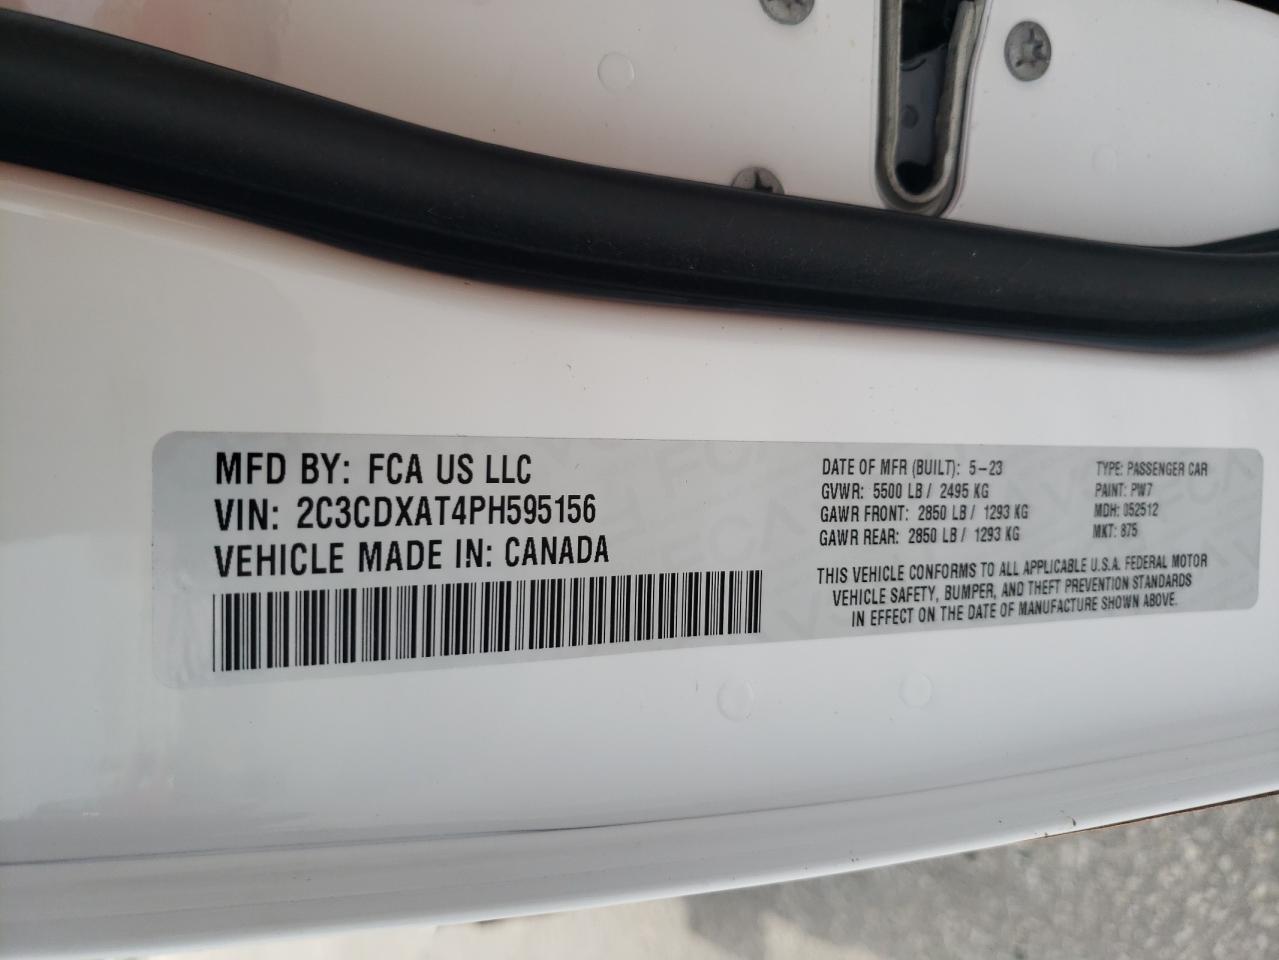 MFD BY: FCA US LLC
VIN: 2C3CDXAT4PH595156
VEHICLE MADE IN: CANADA
DATE OF MFR (BUILT): 5-23
GVWR: 5500 LB / 2495 KG
GAWR FRONT: 2850 LB / 1293 KG
GAWR REAR: 2850 LB / 1293 KG
TYPE: PASSENGER CAR
PAINT: PW7
MDH: 052512
MKT: 875
THIS VEHICLE CONFORMS TO ALL APPLICABLE U.S.A. FEDERAL MOTOR
VEHICLE SAFETY, BUMPER, AND THEFT PREVENTION STANDARDS
IN EFFECT ON THE DATE OF MANUFACTURE SHOWN ABOVE.